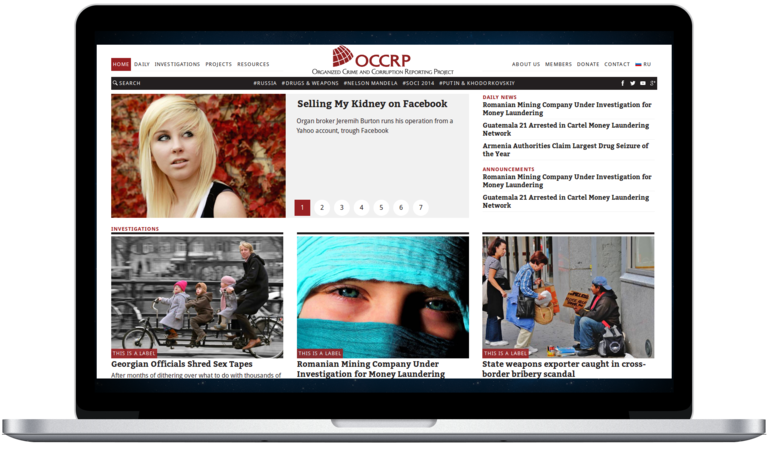 HOME DAILY INVESTIGATIONS PROJECTS RESOURCES
OCCRP
ORGANIZED CRIME AND CORRUPTION REPORTING PROJECT
ABOUT US MEMBERS DONATE CONTACT RU
SEARCH
#RUSSIA #DRUGS & WEAPONS #NELSON MANDELA #SOCI 2014 #PUTIN & KHODORKOVSKIY
Selling My Kidney on Facebook
Organ broker Jeremih Burton runs his operation from a
Yahoo account, trough Facebook
1 2 3 4 5 6 7
DAILY NEWS
Romanian Mining Company Under Investigation for
Money Laundering
Guatemala 21 Arrested in Cartel Money Laundering
Network
Armenia Authorities Claim Largest Drug Seizure of
the Year
ANNOUNCEMENTS
Romanian Mining Company Under Investigation for
Money Laundering
Guatemala 21 Arrested in Cartel Money Laundering
Network
INVESTIGATIONS
THIS IS A LABEL
Georgian Officials Shred Sex Tapes
After months of dithering over what to do with thousands of
THIS IS A LABEL
Romanian Mining Company Under
Investigation for Money Laundering
THIS IS A LABEL
State weapons exporter caught in cross-
border bribery scandal